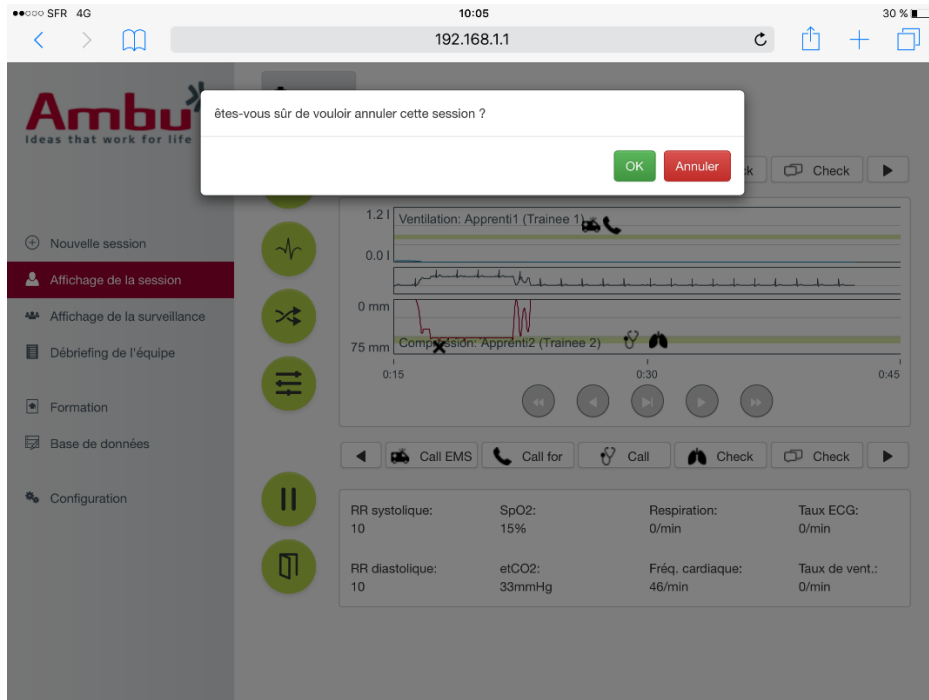 SFR 4G
10:05
30 %
192.168.1.1
Ambu
Ideas that work for life
êtes-vous sûr de vouloir annuler cette session ?
OK
Annuler
Check
Nouvelle session
Affichage de la session
Affichage de la surveillance
Débriefing de l'équipe
Formation
Base de données
Configuration
1.2 l
Ventilation: Apprenti1 (Trainee 1)
0.0 l
0 mm
75 mm
Compression: Apprenti2 (Trainee 2)
0:15
0:30
0:45
Call EMS
Call for
Call
Check
Check
RR systolique:
SpO2:
Respiration:
Taux ECG:
10
15%
0/min
0/min
RR diastolique:
etCO2:
Fréq. cardiaque:
Taux de vent.:
10
33mmHg
46/min
0/min